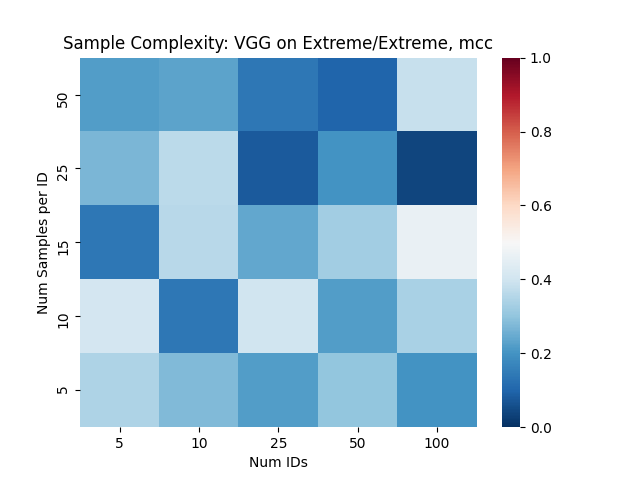 Sample Complexity: VGG on Extreme/Extreme, mcc
Num Samples per ID
50
25
15
10
5
5 10 25 50 100
Num IDs
1.0
0.8
0.6
0.4
0.2
0.0